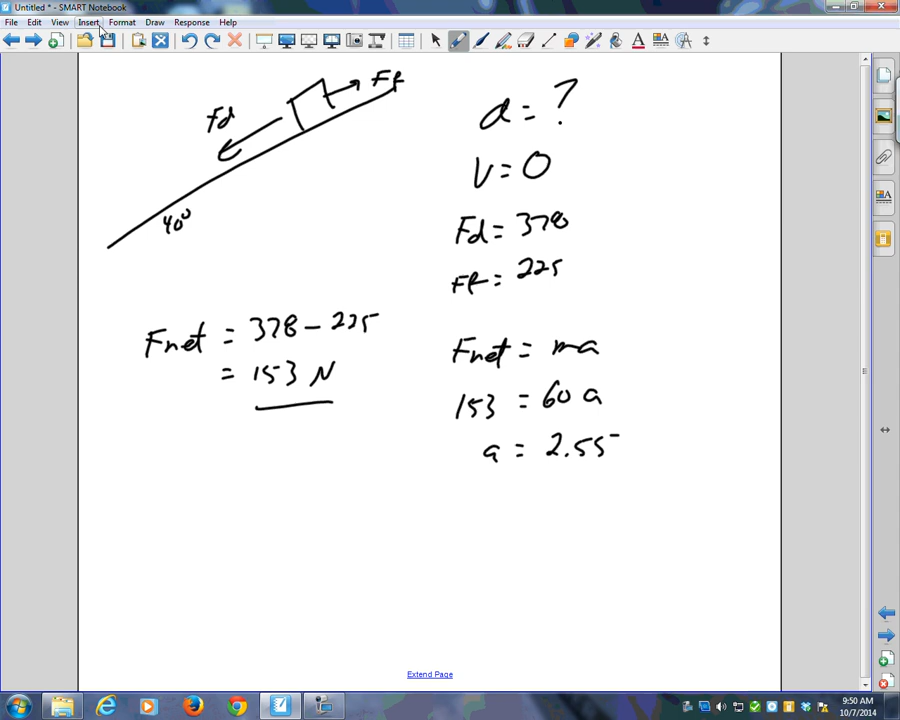 Untitled * - SMART Notebook
File Edit View Insert Format Draw Response Help
Ff
Fd
40°
a = ?
v = 0
Fd = 378
Ff = 225
Fnet = 378 - 225
= 153 N
Fnet = ma
153 = 60 a
a = 2.55
Extend Page
9:50 AM
10/7/2014